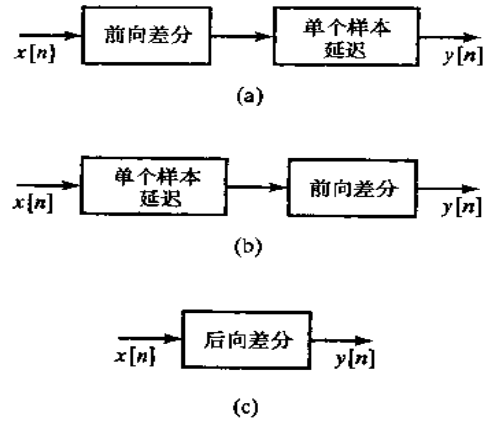 前向差分
单个样本
延迟
x[n]
y[n]
(a)
单个样本
延迟
前向差分
x[n]
y[n]
(b)
后向差分
x[n]
y[n]
(c)